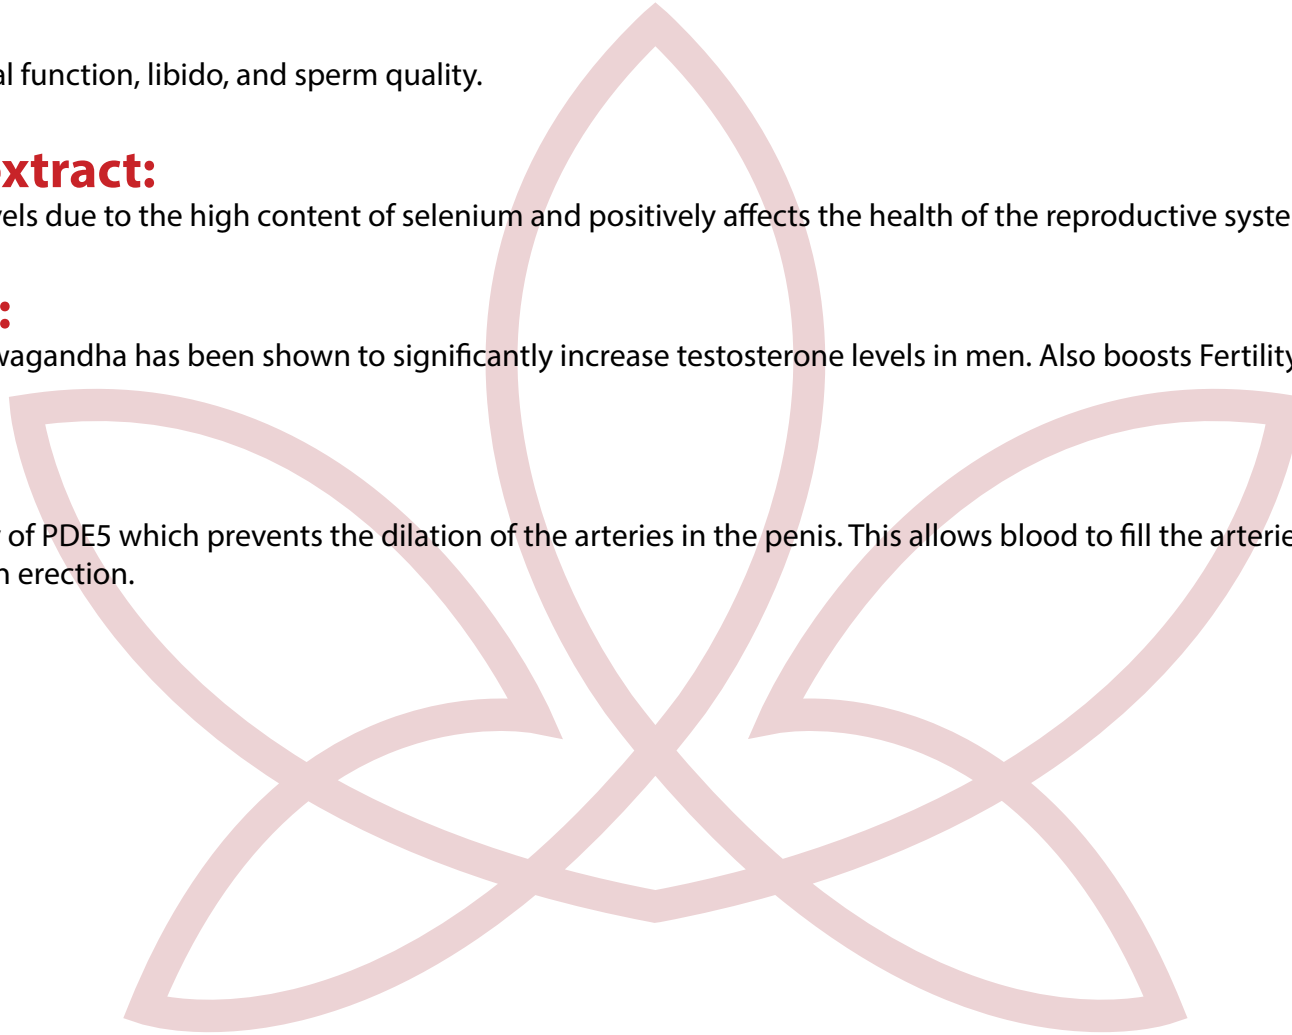 al function, libido, and sperm quality.
xtract:
vels due to the high content of selenium and positively affects the health of the reproductive syste
:
wagandha has been shown to significantly increase testosterone levels in men. Also boosts Fertility
of PDE5 which prevents the dilation of the arteries in the penis. This allows blood to fill the arterie
n erection.